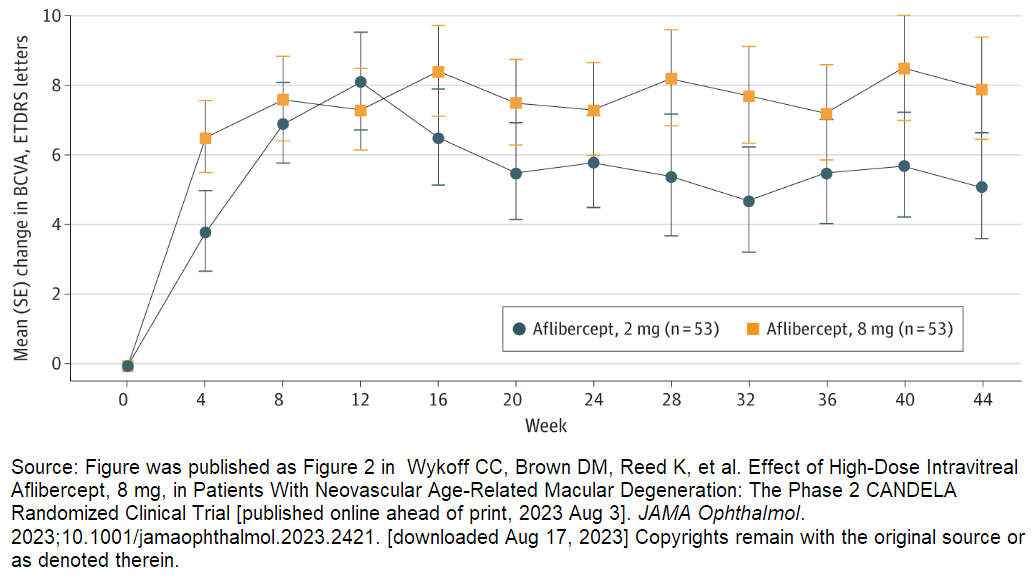 10
8
6
4
2
0
Mean (SE) change in BCVA, ETDRS letters
Aflibercept, 2 mg (n = 53) Aflibercept, 8 mg (n = 53)
0 4 8 12 16 20 24 28 32 36 40 44
Week
Source: Figure was published as Figure 2 in Wykoff CC, Brown DM, Reed K, et al. Effect of High-Dose Intravitreal
Aflibercept, 8 mg, in Patients With Neovascular Age-Related Macular Degeneration: The Phase 2 CANDELA
Randomized Clinical Trial [published online ahead of print, 2023 Aug 3]. JAMA Ophthalmol.
2023;10.1001/jamaophthalmol.2023.2421. [downloaded Aug 17, 2023] Copyrights remain with the original source or
as denoted therein.